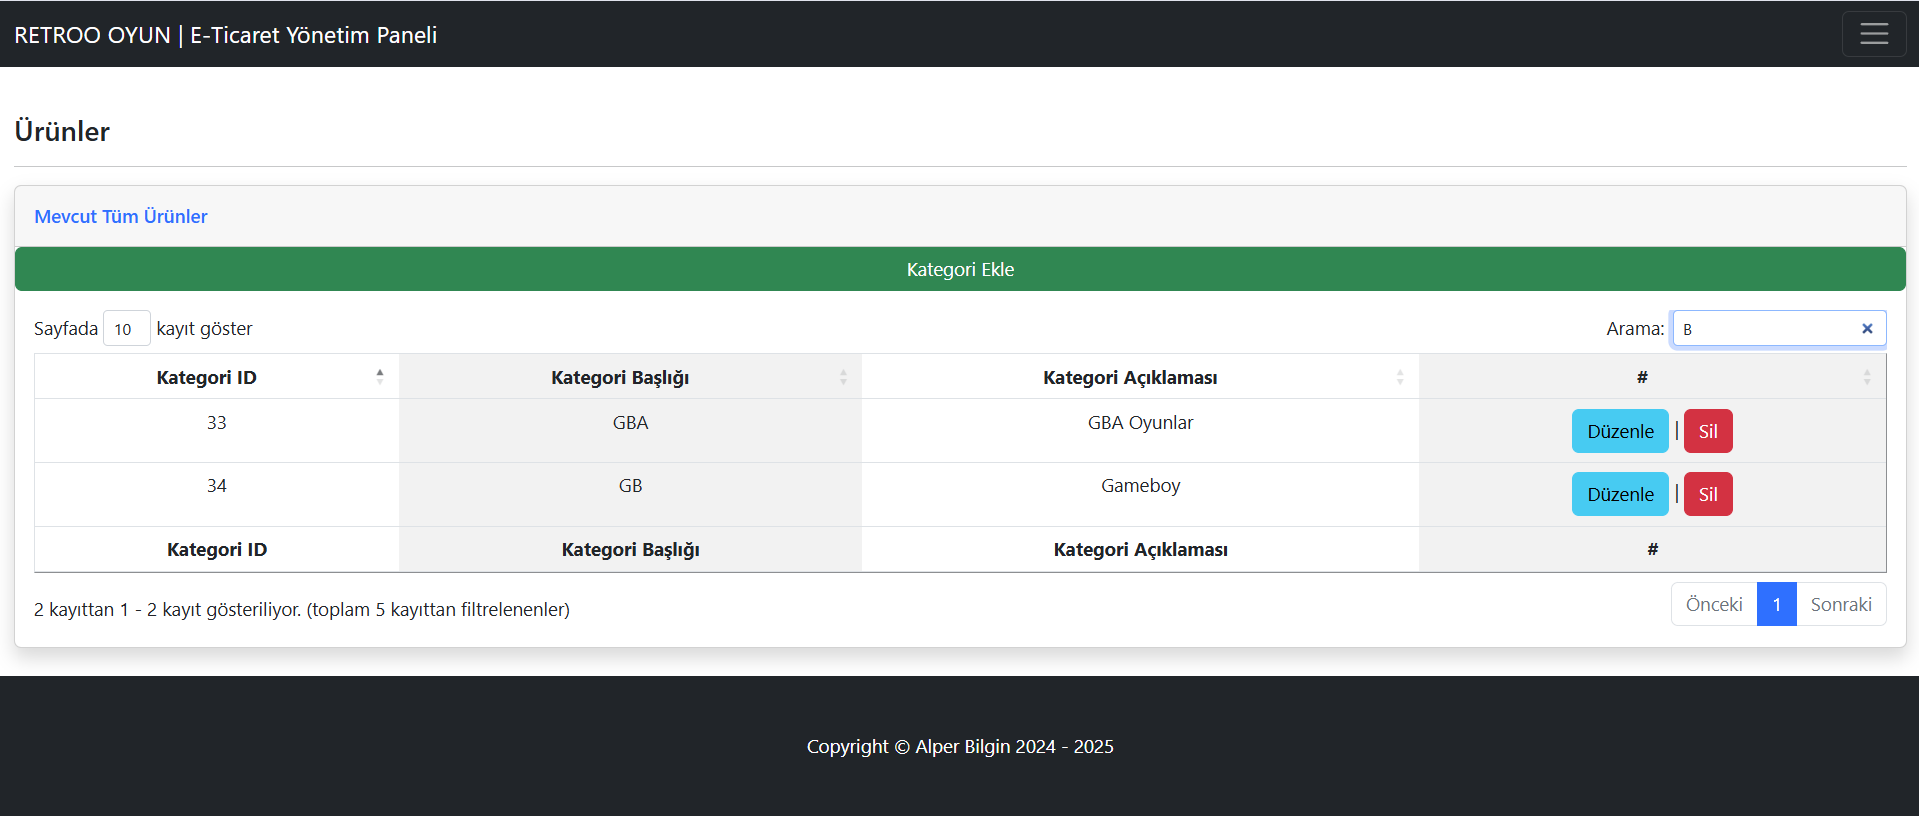 RETROO OYUN | E-Ticaret Yönetim Paneli
Ürünler
Mevcut Tüm Ürünler
Kategori Ekle
Sayfada 10 kayıt göster
Arama: B
Kategori ID Kategori Başlığı Kategori Açıklaması #
33 GBA GBA Oyunlar Düzenle | Sil
34 GB Gameboy Düzenle | Sil
Kategori ID Kategori Başlığı Kategori Açıklaması #
2 kayıttan 1 - 2 kayıt gösteriliyor. (toplam 5 kayıttan filtrelenenler)
Önceki 1 Sonraki
Copyright © Alper Bilgin 2024 - 2025